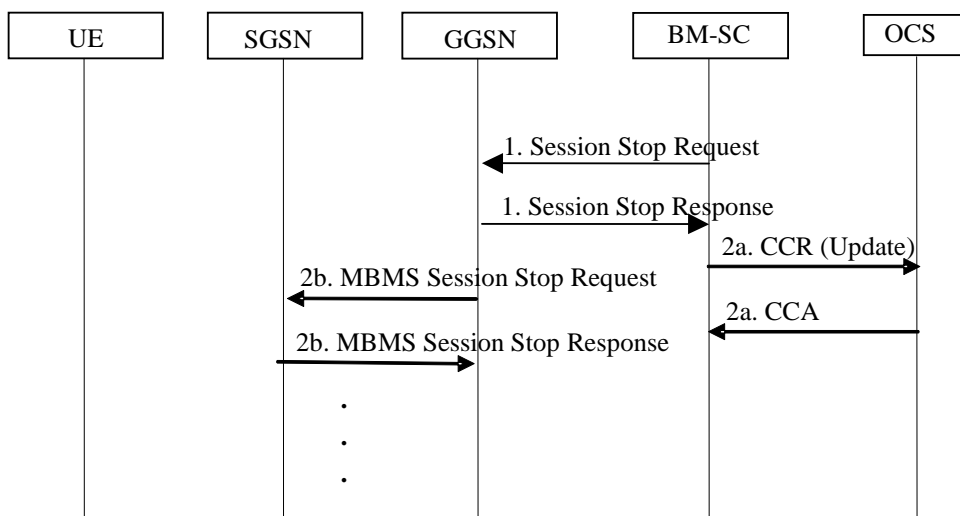 UE
SGSN
GGSN
BM-SC
OCS
1. Session Stop Request
1. Session Stop Response
2a. CCR (Update)
2b. MBMS Session Stop Request
2a. CCA
2b. MBMS Session Stop Response
.
.
.